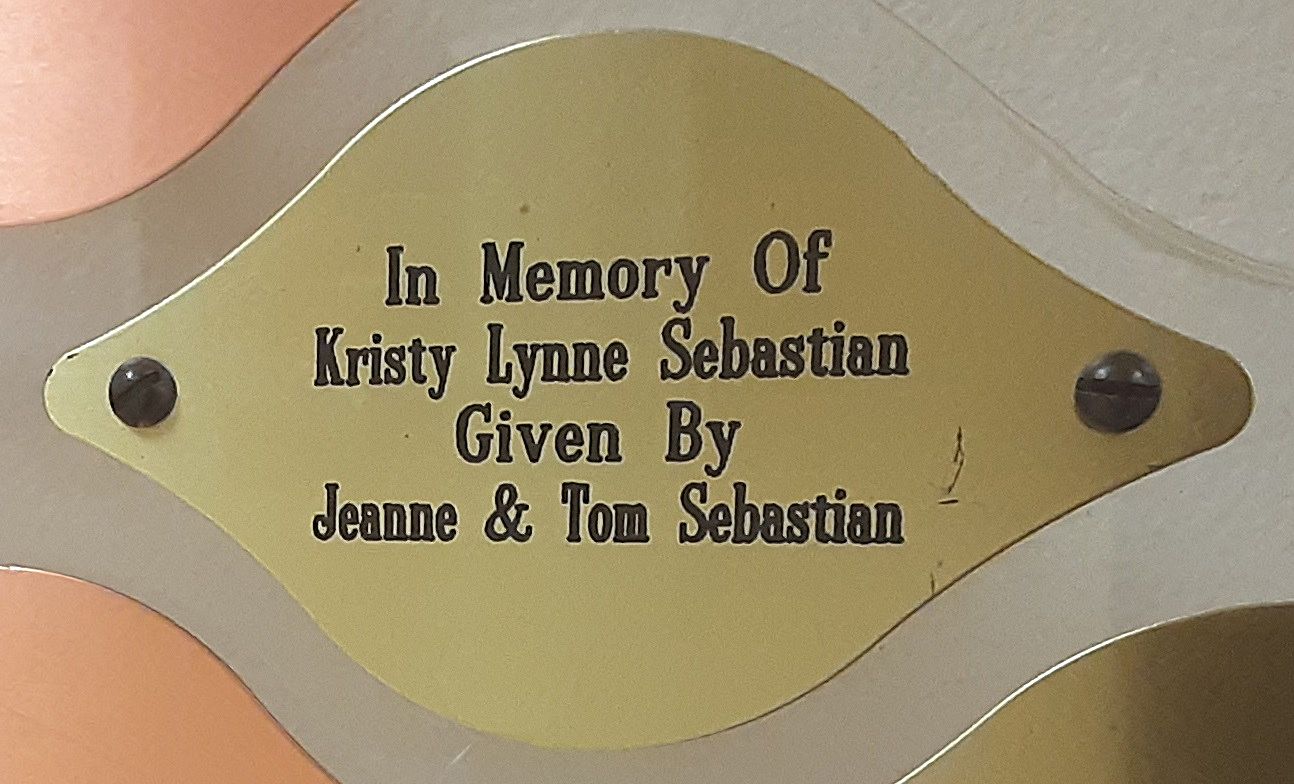 In Memory Of
Kristy Lynne Sebastian
Given By
Jeanne & Tom Sebastian